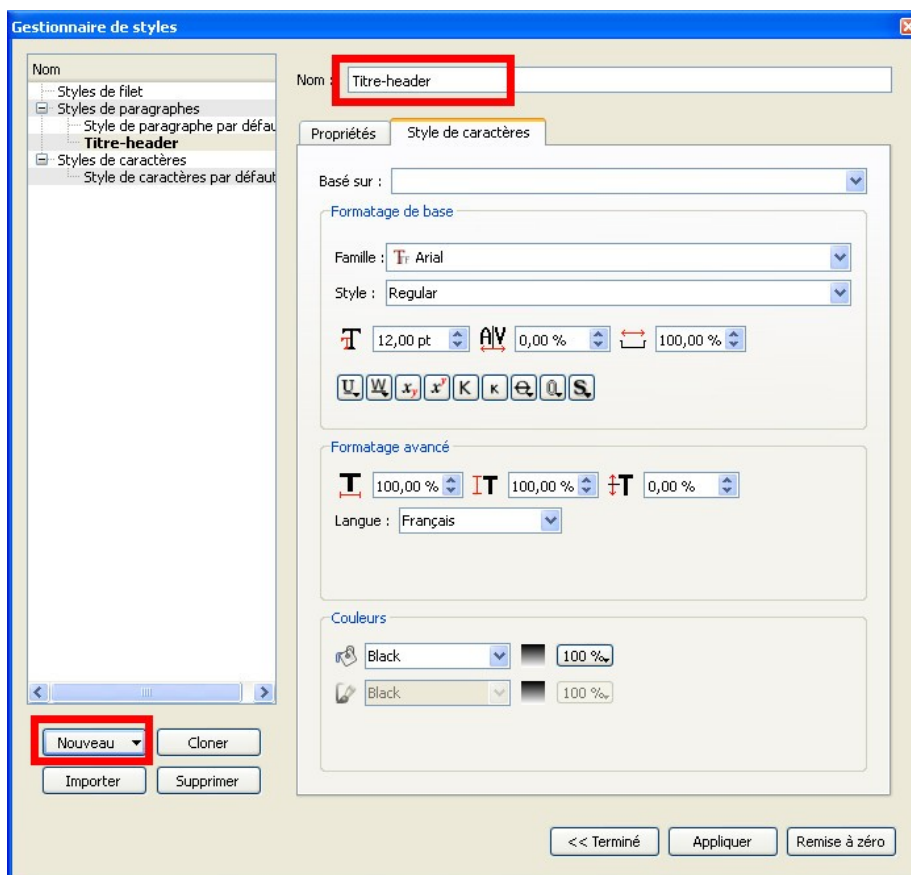 Gestionnaire de styles
Nom
Styles de filet
Styles de paragraphes
Style de paragraphe par défau
Titre-header
Styles de caractères
Style de caractères par défaut
Nouveau
Cloner
Importer
Supprimer
Nom : Titre-header
Propriétés
Style de caractères
Basé sur :
Formatage de base
Famille : Arial
Style : Regular
12,00 pt 0,00 % 100,00 %
Formatage avancé
100,00 % 100,00 % 0,00 %
Langue : Français
Couleurs
Black 100 %
Black 100 %
<< Terminé
Appliquer
Remise à zéro